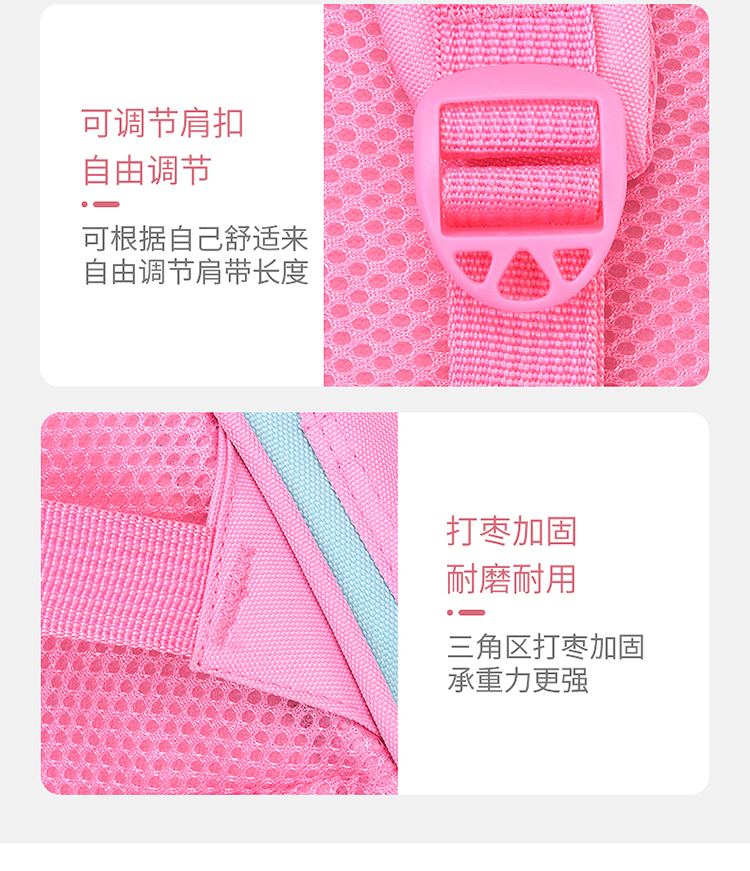 可调节肩扣
自由调节
可根据自己舒适来
自由调节肩带长度
打枣加固
耐磨耐用
三角区打枣加固
承重力更强